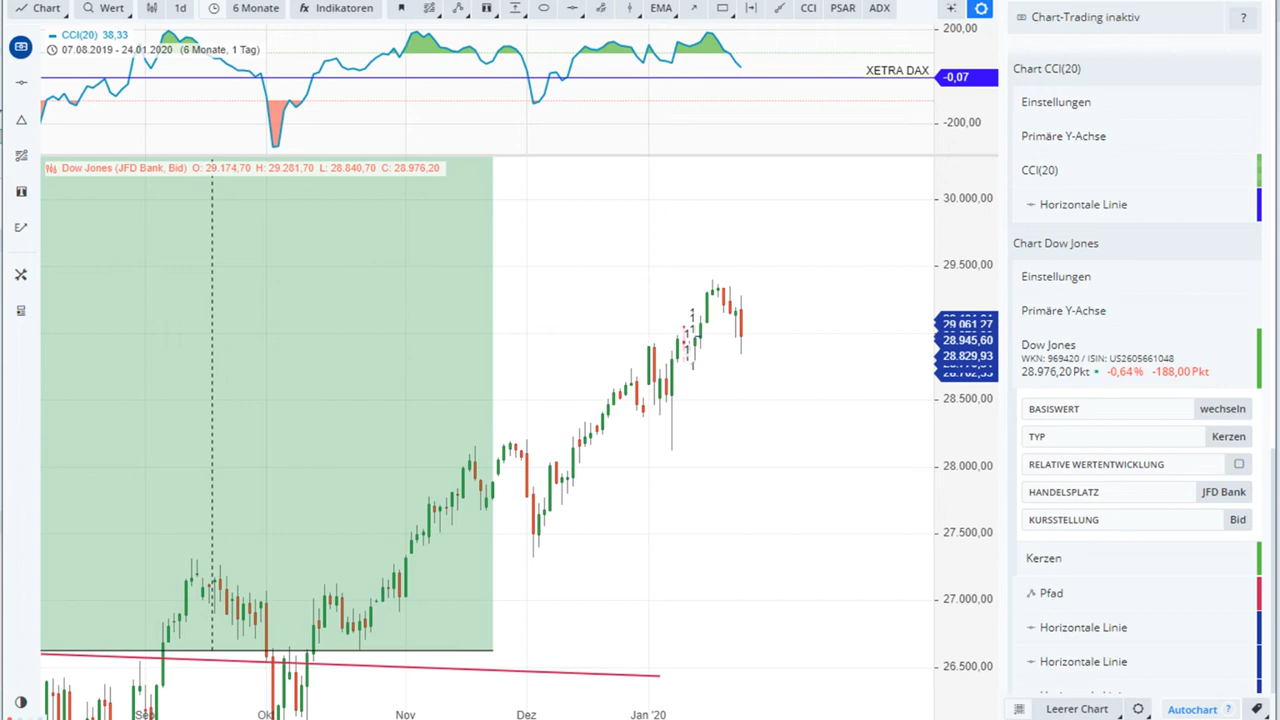 Chart Wert 1d 6 Monate fx Indikatoren EMA CCI PSAR ADX
CCI(20) 38,33
07.08.2019 - 24.01.2020 (6 Monate, 1 Tag)
200,00
XETRA DAX
-0,07
-200,00
Dow Jones (JFD Bank, Bid) O: 29.174,70 H: 29.281,70 L: 28.840,70 C: 28.976,20
30.000,00
29.500,00
29.061,27
28.945,60
28.829,93
28.500,00
28.000,00
27.500,00
27.000,00
26.500,00
Sep Okt Nov Dez Jan '20
Chart-Trading inaktiv ?
Chart CCI(20)
Einstellungen
Primäre Y-Achse
CCI(20)
Horizontale Linie
Chart Dow Jones
Einstellungen
Primäre Y-Achse
Dow Jones
WKN: 969420 / ISIN: US2605661048
28.976,20 Pkt -0,64% -188,00 Pkt
BASISWERT wechseln
TYP Kerzen
RELATIVE WERTENTWICKLUNG
HANDELSPLATZ JFD Bank
KURSSTELLUNG Bid
Kerzen
Pfad
Horizontale Linie
Horizontale Linie
Leerer Chart Autochart ?